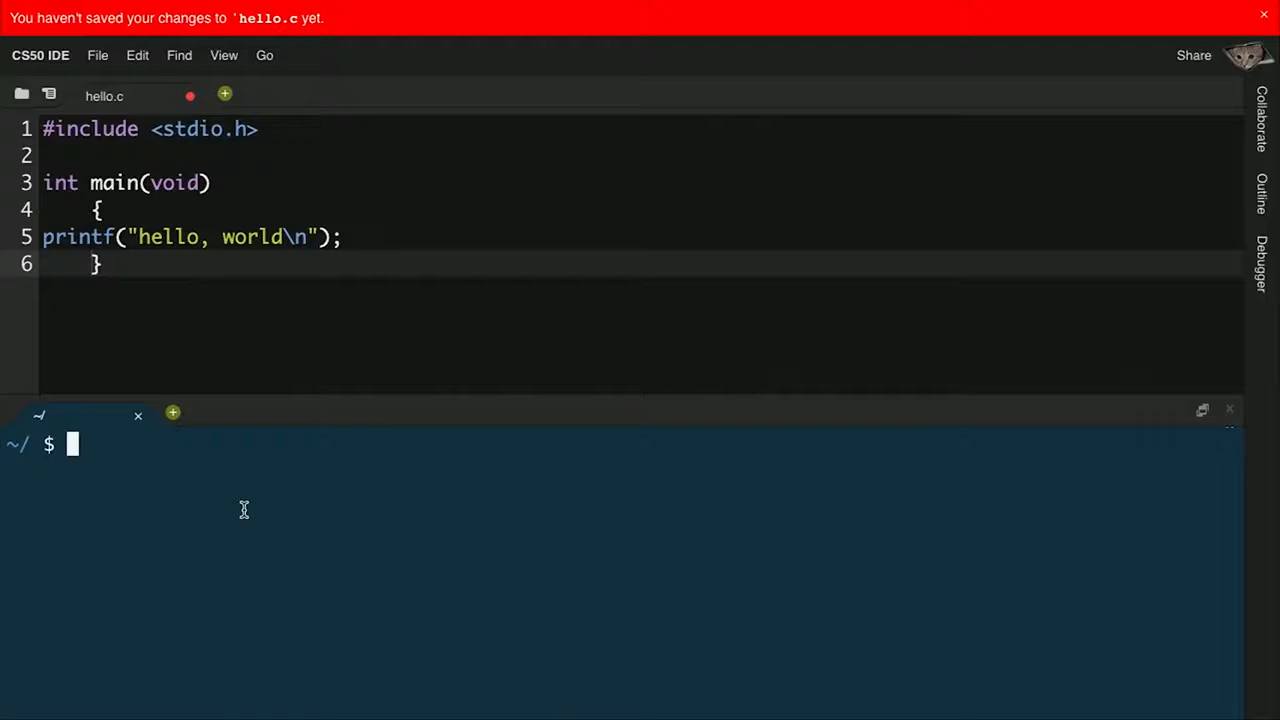 You haven't saved your changes to `hello.c yet.
×
CS50 IDE File Edit Find View Go Share
hello.c
Collaborate
Outline
Debugger
1 #include <stdio.h>
2
3 int main(void)
4     {
5 printf("hello, world\n");
6     }
~/ ×
~/ $